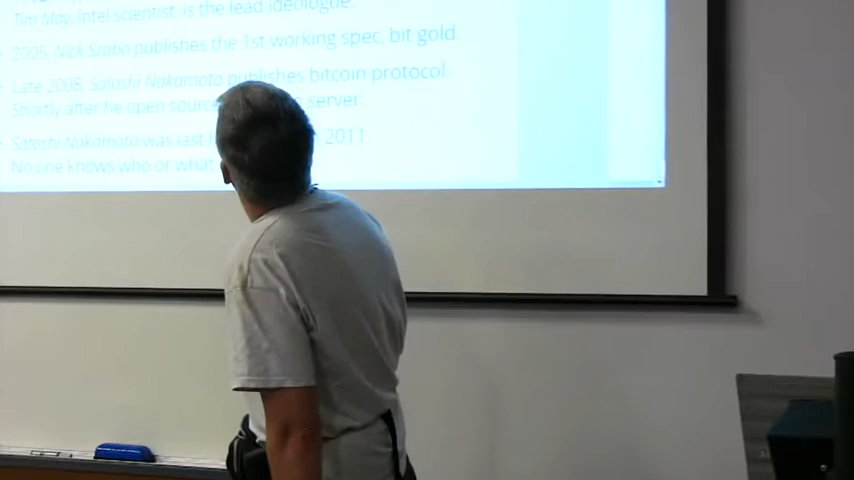 Tim May: Intel scientist, is the lead ideologue.
2005, Nick Szabo publishes the 1st working spec, bit gold.
Late 2008, Satoshi Nakamoto publishes bitcoin protocol,
Shortly after he open server
Satoshi Nakamoto was last 2011
No one knows who or what